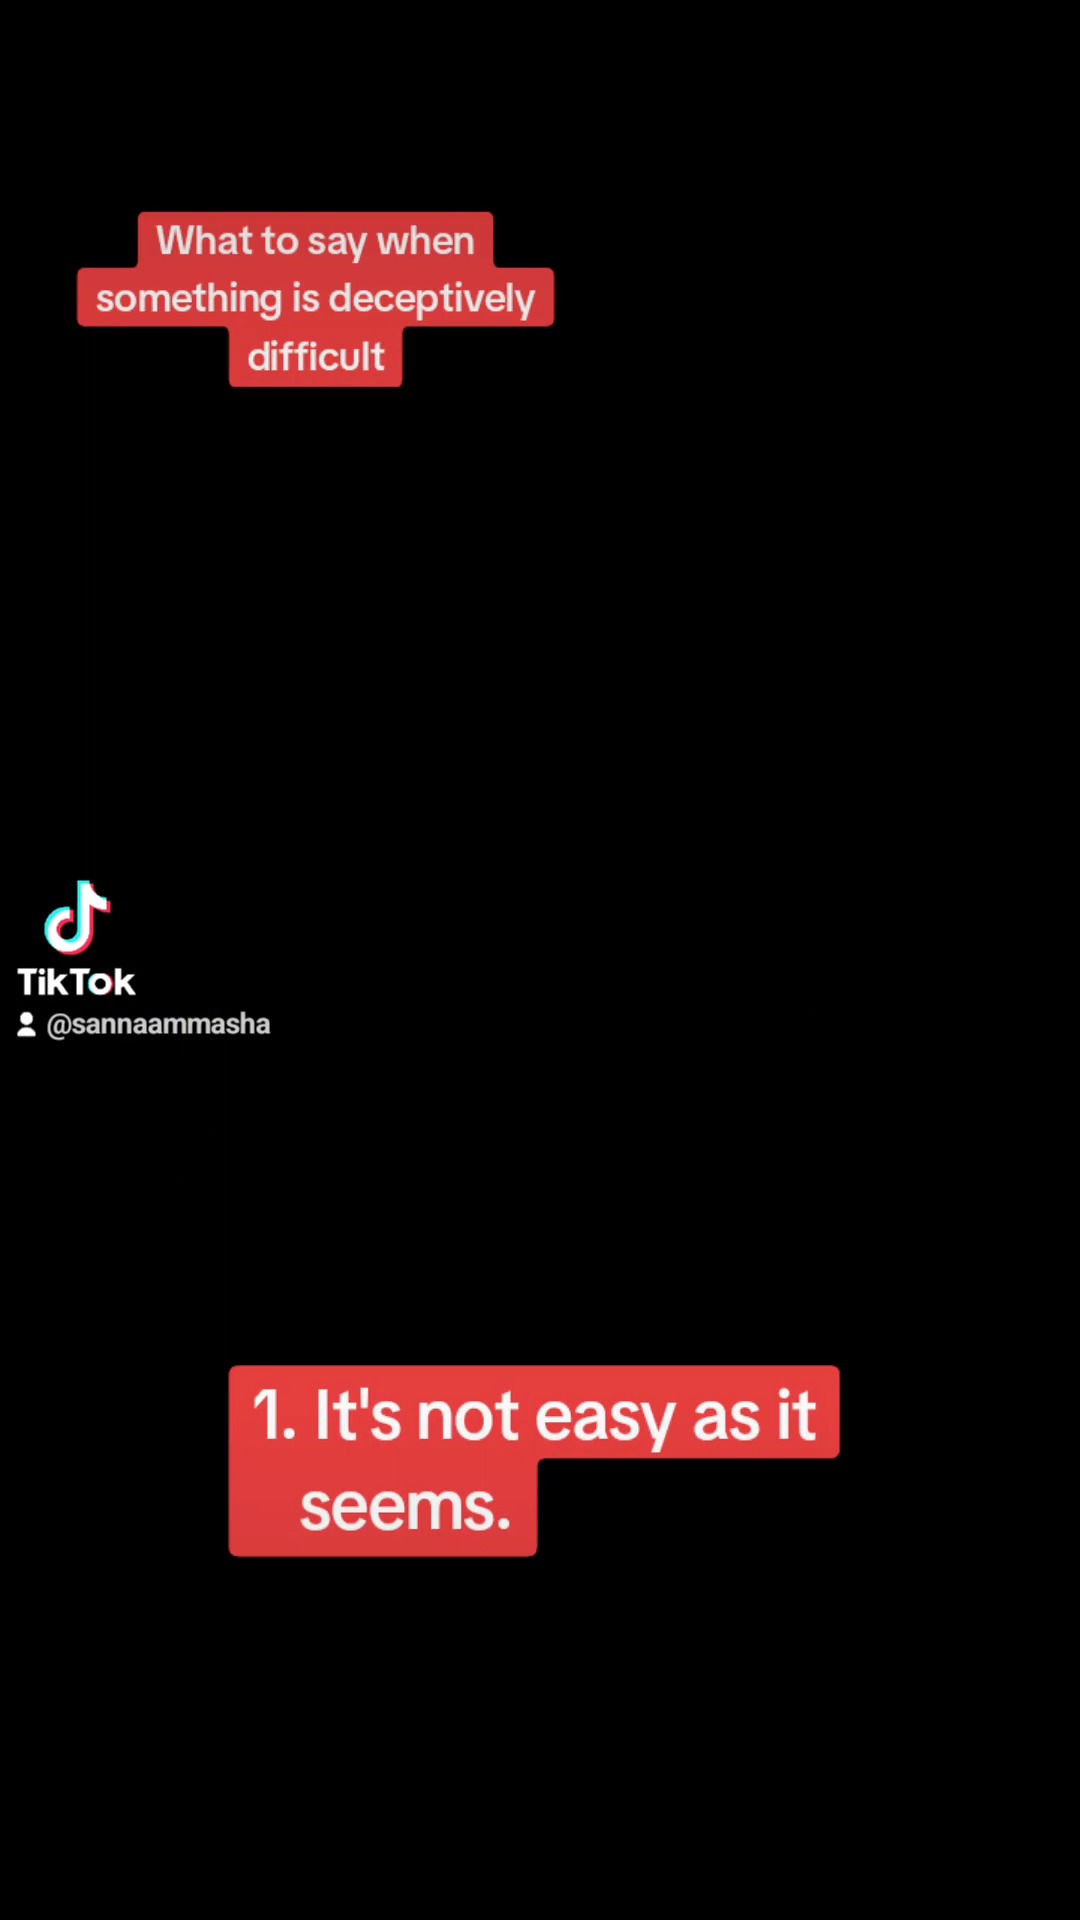 What to say when
something is deceptively
difficult
TikTok
@sannaammasha
1. It's not easy as it
seems.